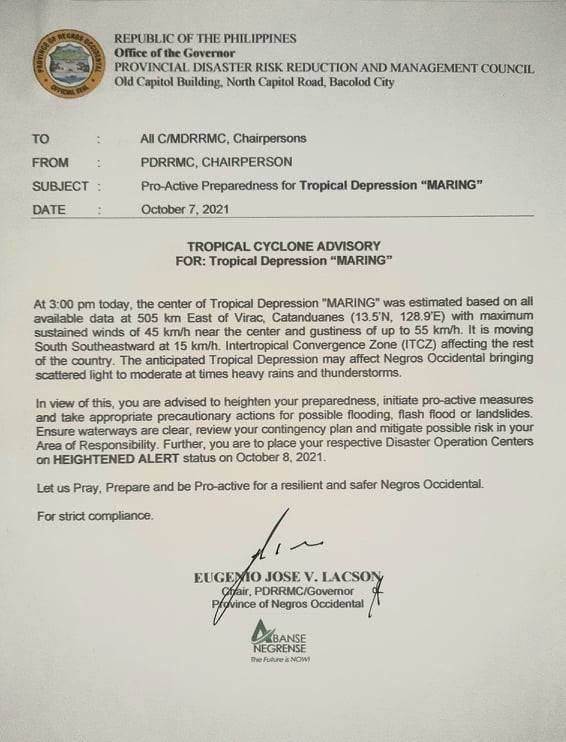 PROVINCE OF NEGROS OCCIDENTAL
OFFICIAL SEAL
REPUBLIC OF THE PHILIPPINES
Office of the Governor
PROVINCIAL DISASTER RISK REDUCTION AND MANAGEMENT COUNCIL
Old Capitol Building, North Capitol Road, Bacolod City
TO : All C/MDRRMC, Chairpersons
FROM : PDRRMC, CHAIRPERSON
SUBJECT : Pro-Active Preparedness for Tropical Depression “MARING”
DATE : October 7, 2021
TROPICAL CYCLONE ADVISORY
FOR: Tropical Depression “MARING”
At 3:00 pm today, the center of Tropical Depression "MARING" was estimated based on all
available data at 505 km East of Virac, Catanduanes (13.5'N, 128.9'E) with maximum
sustained winds of 45 km/h near the center and gustiness of up to 55 km/h. It is moving
South Southeastward at 15 km/h. Intertropical Convergence Zone (ITCZ) affecting the rest
of the country. The anticipated Tropical Depression may affect Negros Occidental bringing
scattered light to moderate at times heavy rains and thunderstorms.
In view of this, you are advised to heighten your preparedness, initiate pro-active measures
and take appropriate precautionary actions for possible flooding, flash flood or landslides.
Ensure waterways are clear, review your contingency plan and mitigate possible risk in your
Area of Responsibility. Further, you are to place your respective Disaster Operation Centers
on HEIGHTENED ALERT status on October 8, 2021.
Let us Pray, Prepare and be Pro-active for a resilient and safer Negros Occidental.
For strict compliance.
EUGENIO JOSE V. LACSON
Chair, PDRRMC/Governor
Province of Negros Occidental
ABANSE
NEGRENSE
The Future is NOW!